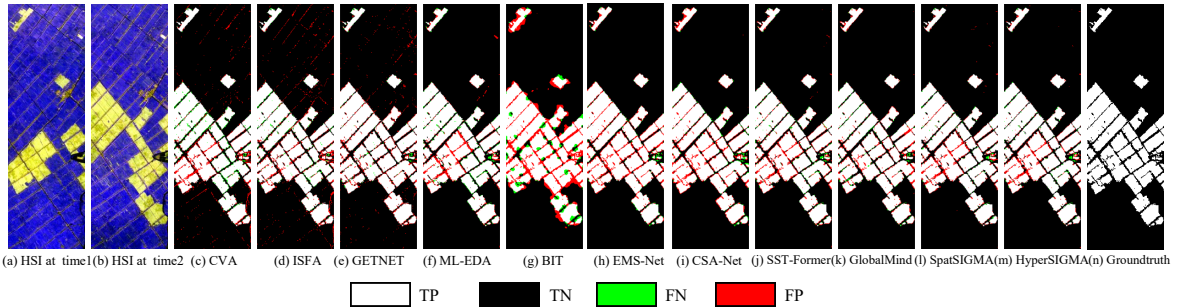 (a) HSI at time1 (b) HSI at time2 (c) CVA (d) ISFA (e) GETNET (f) ML-EDA (g) BIT (h) EMS-Net (i) CSA-Net (j) SST-Former (k) GlobalMind (l) SpatSIGMA (m) HyperSIGMA (n) Groundtruth
TP TN FN FP